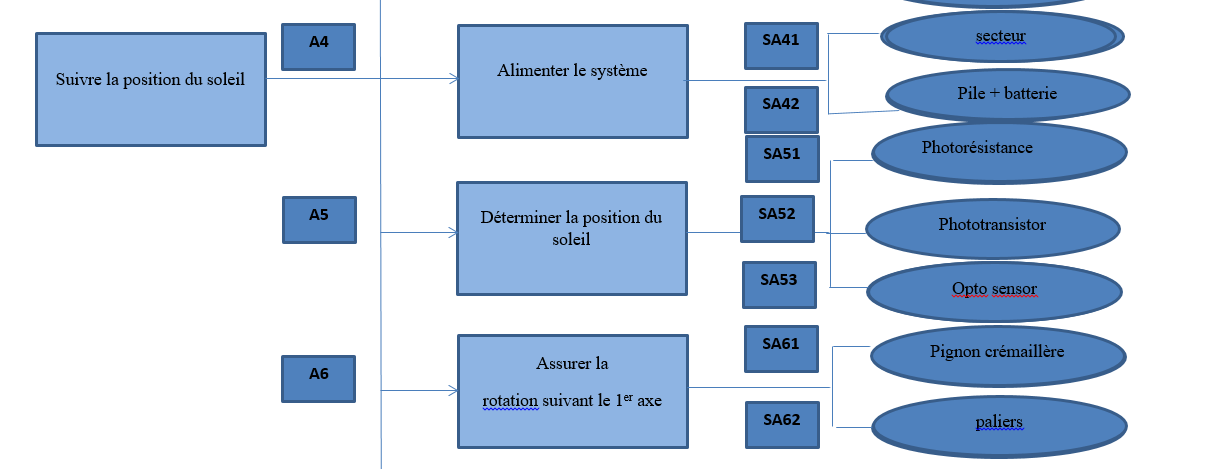 Suivre la position du soleil
A4
Alimenter le système
SA41
secteur
SA42
Pile + batterie
A5
Déterminer la position du
soleil
SA51
Photorésistance
SA52
Phototransistor
SA53
Opto sensor
A6
Assurer la
rotation suivant le 1er axe
SA61
Pignon crémaillère
SA62
paliers